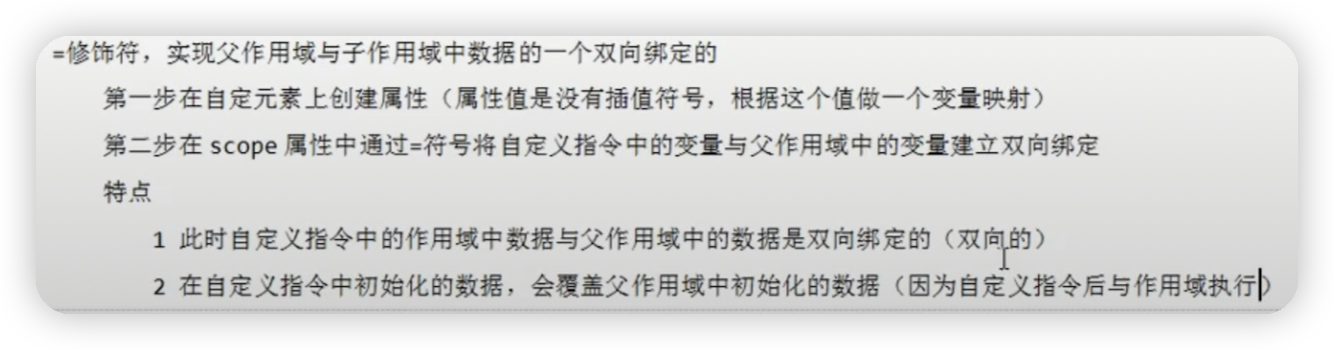 =修饰符，实现父作用域与子作用域中数据的一个双向绑定的
第一步在自定元素上创建属性（属性值是没有插值符号，根据这个值做一个变量映射）
第二步在 scope 属性中通过=符号将自定义指令中的变量与父作用域中的变量建立双向绑定
特点
1 此时自定义指令中的作用域中数据与父作用域中的数据是双向绑定的（双向的）
2 在自定义指令中初始化的数据，会覆盖父作用域中初始化的数据（因为自定义指令后与作用域执行）